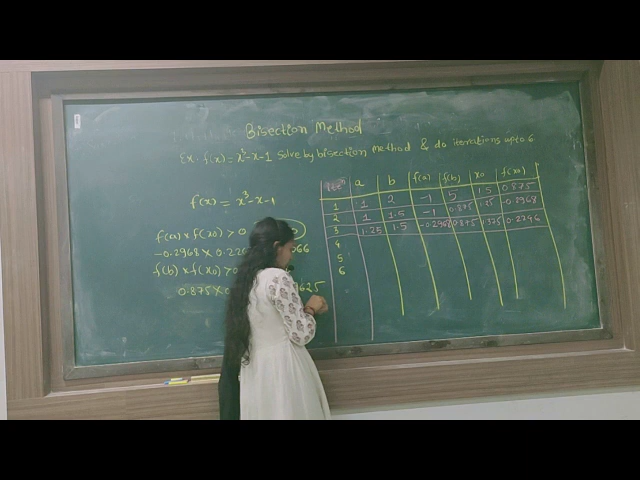 Bisection Method
Ex. f(x) = x³-x-1 Solve by bisection method & do iterations upto 6.
f(x) = x³-x-1
f(a) x f(x0) > 0
-0.2968 x 0.22
f(b) x f(x0) > 0
0.875 x 0.
a b f(a) f(b) x0 f(x0)
1 1 2 -1 5 1.5 0.875
2 1 1.5 -1 0.875 1.25 -0.2968
3 1.25 1.5 -0.2968 0.875 1.375 0.2246
4
5
6